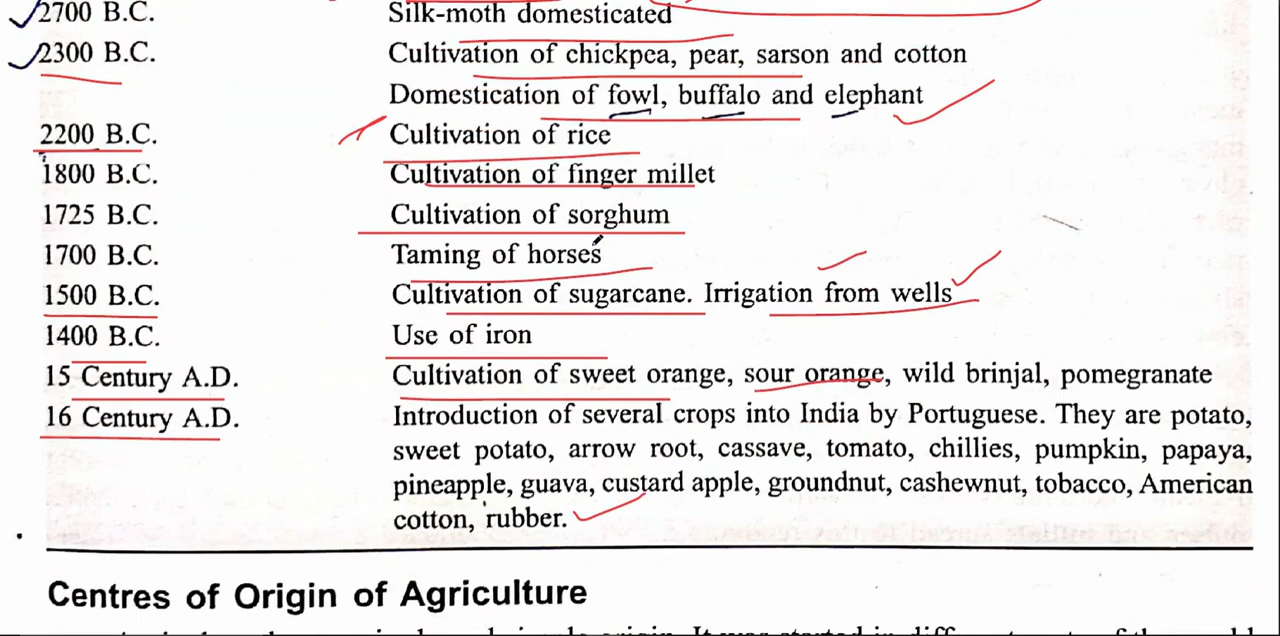 2700 B.C. Silk-moth domesticated
2300 B.C. Cultivation of chickpea, pear, sarson and cotton
Domestication of fowl, buffalo and elephant
2200 B.C. Cultivation of rice
1800 B.C. Cultivation of finger millet
1725 B.C. Cultivation of sorghum
1700 B.C. Taming of horses
1500 B.C. Cultivation of sugarcane. Irrigation from wells
1400 B.C. Use of iron
15 Century A.D. Cultivation of sweet orange, sour orange, wild brinjal, pomegranate
16 Century A.D. Introduction of several crops into India by Portuguese. They are potato,
sweet potato, arrow root, cassave, tomato, chillies, pumpkin, papaya,
pineapple, guava, custard apple, groundnut, cashewnut, tobacco, American
cotton, rubber.
Centres of Origin of Agriculture